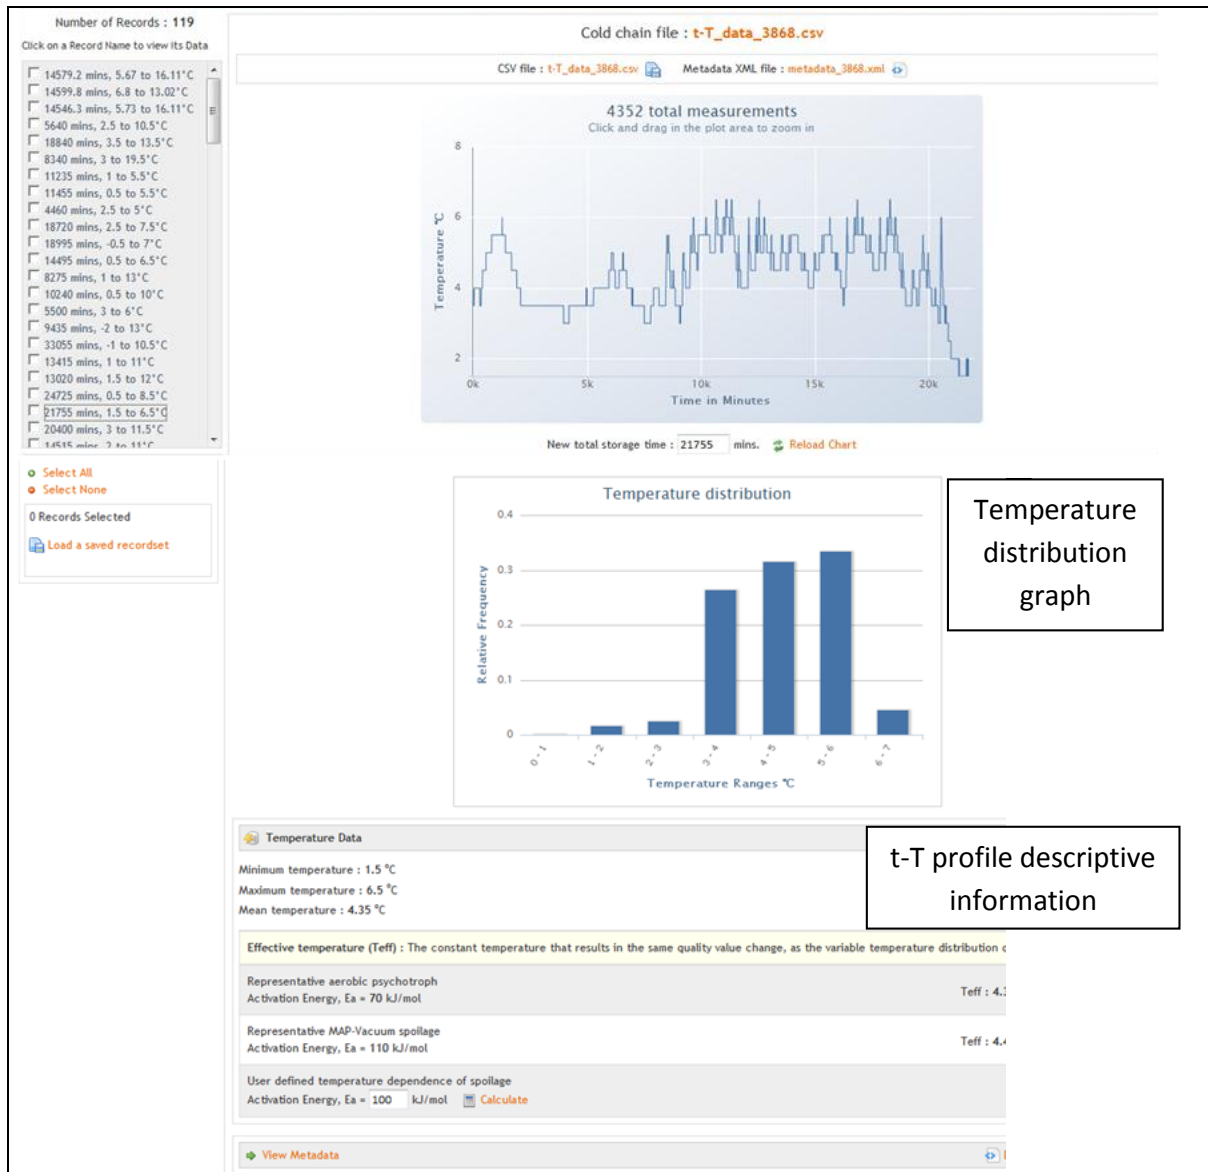 Number of Records : 119
Click on a Record Name to view its Data
14579.2 mins, 5.67 to 16.11°C
14599.8 mins, 6.8 to 13.02°C
14546.3 mins, 5.73 to 16.11°C
5640 mins, 2.5 to 10.5°C
18840 mins, 3.5 to 13.5°C
8340 mins, 3 to 19.5°C
11235 mins, 1 to 5.5°C
11455 mins, 0.5 to 5.5°C
4460 mins, 2.5 to 5°C
18720 mins, 2.5 to 7.5°C
18995 mins, -0.5 to 7°C
14495 mins, 0.5 to 6.5°C
8275 mins, 1 to 13°C
10240 mins, 0.5 to 10°C
5500 mins, 3 to 6°C
9435 mins, -2 to 13°C
33055 mins, -1 to 10.5°C
13415 mins, 1 to 11°C
13020 mins, 1.5 to 12°C
24725 mins, 0.5 to 8.5°C
21755 mins, 1.5 to 6.5°C
20400 mins, 3 to 11.5°C
14515 mins, 2 to 11°C
Select All
Select None
0 Records Selected
Load a saved recordset
Cold chain file : t-T_data_3868.csv
CSV file : t-T_data_3868.csv Metadata XML file : metadata_3868.xml
4352 total measurements
Click and drag in the plot area to zoom in
Temperature °C
8
6
4
2
0k 5k 10k 15k 20k
Time in Minutes
New total storage time : 21755 mins. Reload Chart
Temperature distribution
Relative Frequency
0.4
0.3
0.2
0.1
0
0 - 1 1 - 2 2 - 3 3 - 4 4 - 5 5 - 6 6 - 7
Temperature Ranges °C
Temperature
distribution
graph
Temperature Data
Minimum temperature : 1.5 °C
Maximum temperature : 6.5 °C
Mean temperature : 4.35 °C
t-T profile descriptive
information
Effective temperature (Teff) : The constant temperature that results in the same quality value change, as the variable temperature distribution
Representative aerobic psychotroph
Activation Energy, Ea = 70 kJ/mol
Teff : 4.3
Representative MAP-Vacuum spoilage
Activation Energy, Ea = 110 kJ/mol
Teff : 4.4
User defined temperature dependence of spoilage
Activation Energy, Ea = 100 kJ/mol Calculate
View Metadata